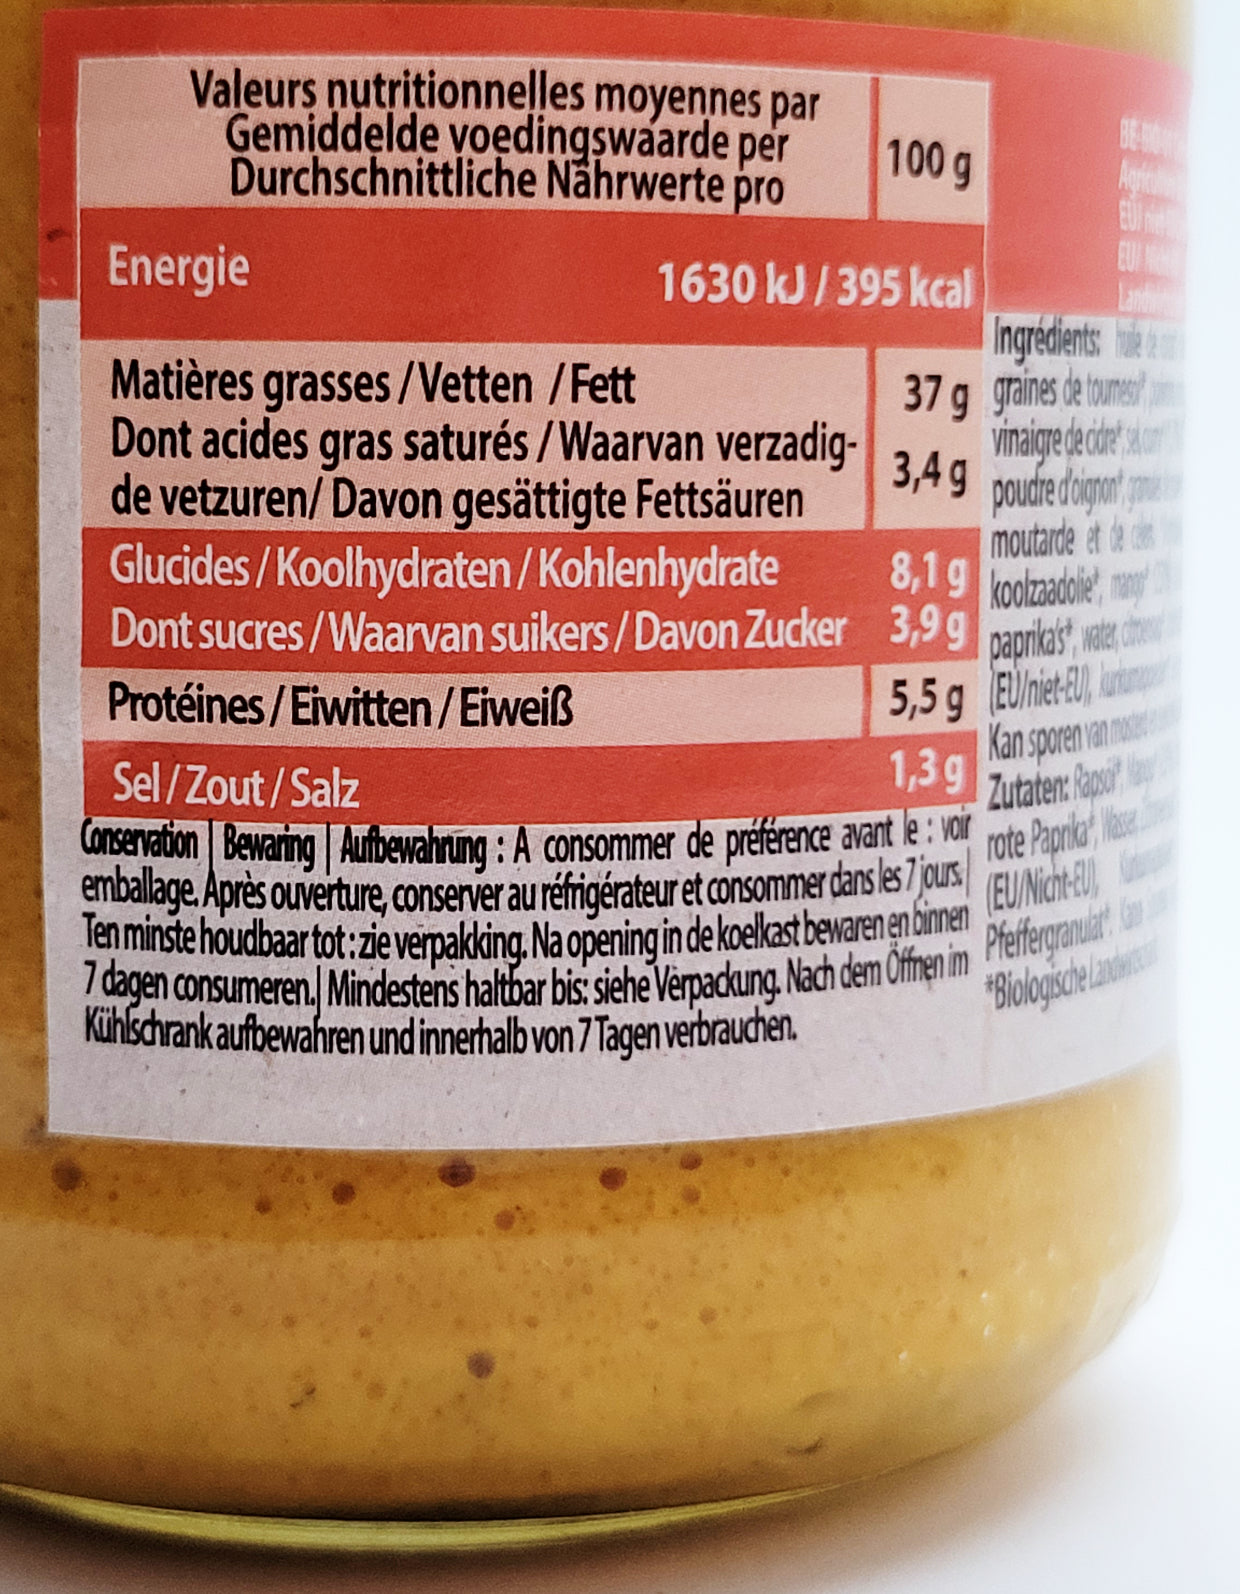 Valeurs nutritionnelles moyennes par
Gemiddelde voedingswaarde per
Durchschnittliche Nährwerte pro
100 g
Energie 1630 kJ / 395 kcal
Matières grasses / Vetten / Fett 37 g
Dont acides gras saturés / Waarvan verzadig-
de vetzuren/ Davon gesättigte Fettsäuren 3,4 g
Glucides / Koolhydraten / Kohlenhydrate 8,1 g
Dont sucres / Waarvan suikers / Davon Zucker 3,9 g
Protéines / Eiwitten / Eiweiß 5,5 g
Sel / Zout / Salz 1,3 g
Conservation | Bewaring | Aufbewahrung : A consommer de préférence avant le : voir
emballage. Après ouverture, conserver au réfrigérateur et consommer dans les 7 jours. |
Ten minste houdbaar tot : zie verpakking. Na opening in de koelkast bewaren en binnen
7 dagen consumeren. | Mindestens haltbar bis: siehe Verpackung. Nach dem Öffnen im
Kühlschrank aufbewahren und innerhalb von 7 Tagen verbrauchen.
Ingrédients: huile de
graines de tournesol*,
vinaigre de cidre*, sel,
poudre d'oignon*,
moutarde et de
koolzaadolie*, mango*
paprika's*, water,
(EU/niet-EU),
Kan sporen van
Zutaten: Rapsöl*,
rote Paprika*, Wasser,
(EU/Nicht-EU),
Pfeffergranulat*. Kann
*Biologische